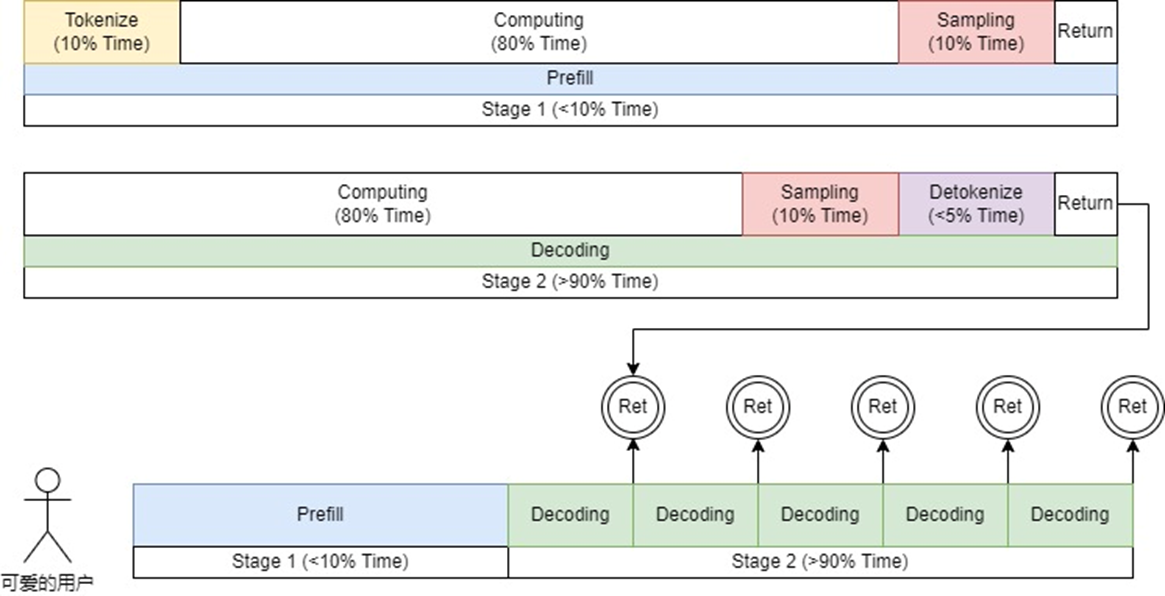 Tokenize
(10% Time)
Computing
(80% Time)
Sampling
(10% Time)
Return
Prefill
Stage 1 (<10% Time)
Computing
(80% Time)
Sampling
(10% Time)
Detokenize
(<5% Time)
Return
Decoding
Stage 2 (>90% Time)
Ret
Ret
Ret
Ret
Ret
Prefill
Decoding
Decoding
Decoding
Decoding
Decoding
Stage 1 (<10% Time)
Stage 2 (>90% Time)
可爱的用户